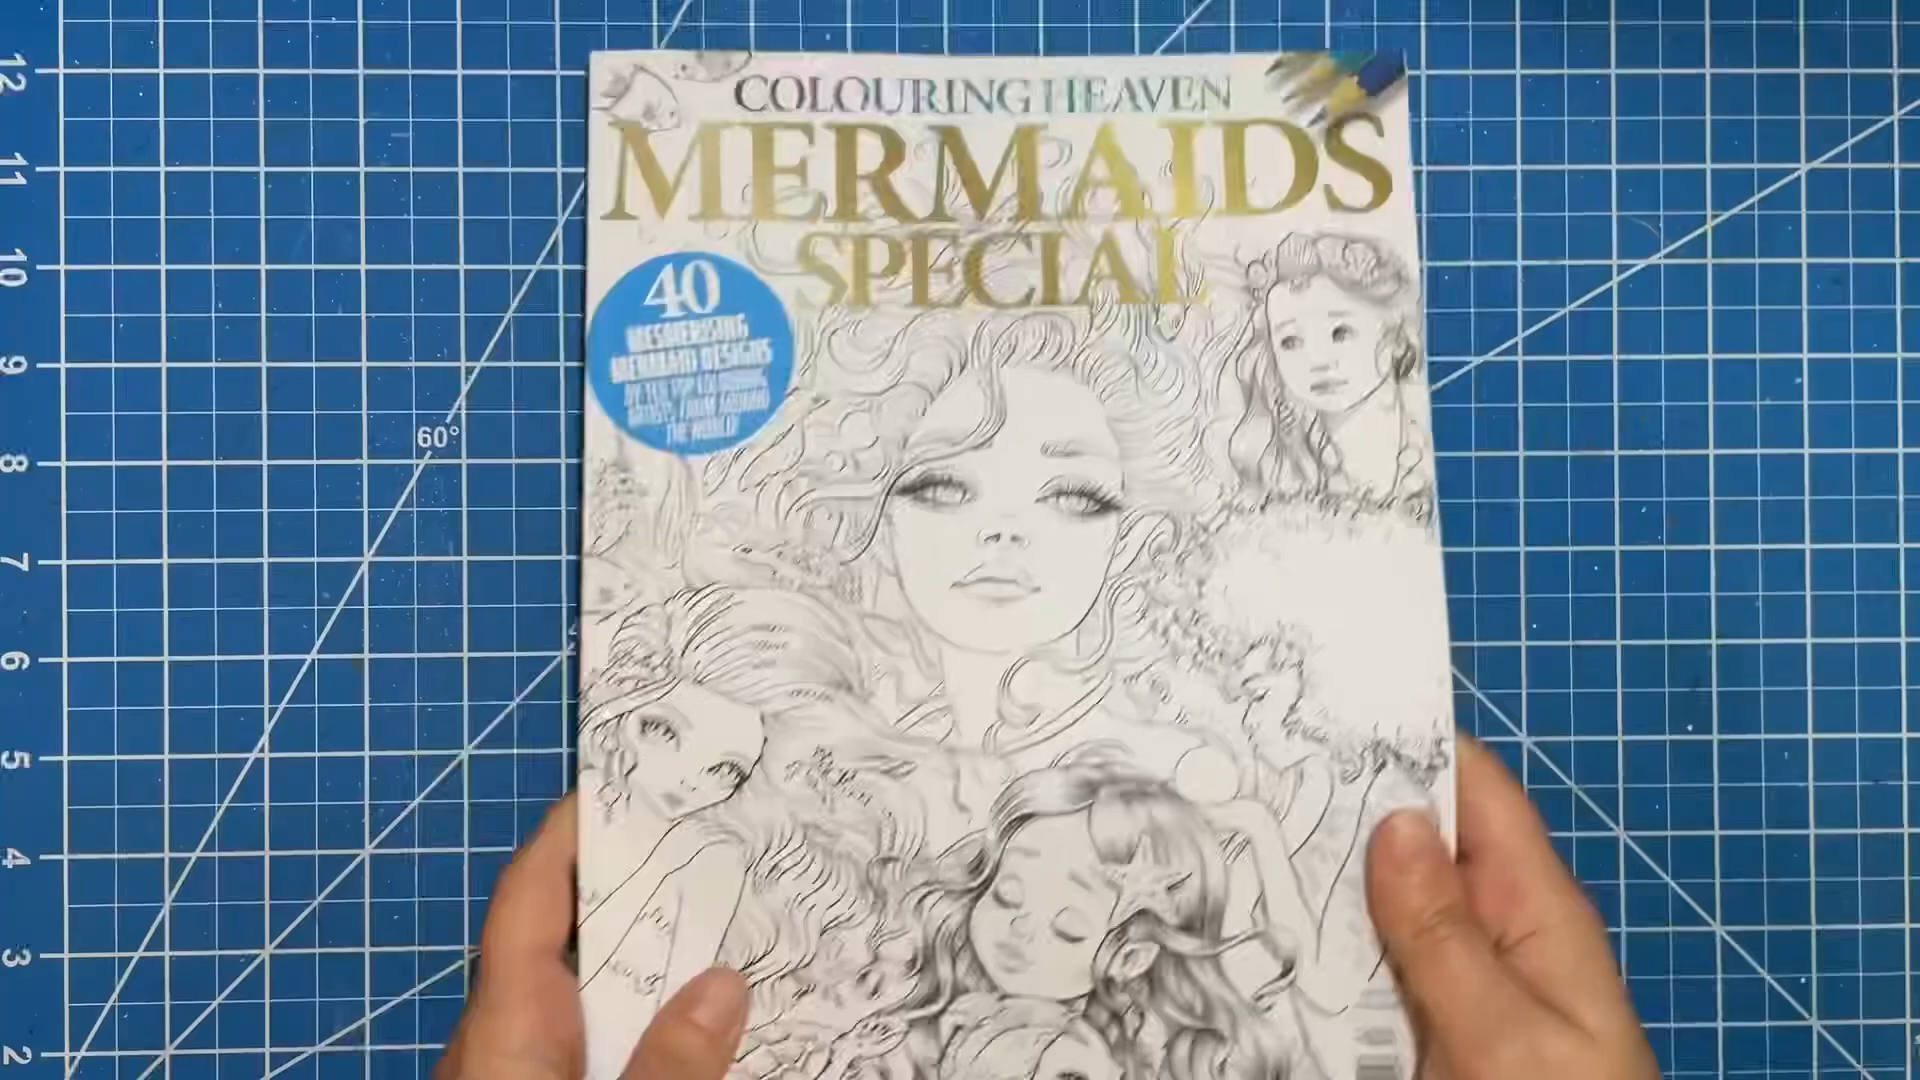 COLOURING HEAVEN
MERMAIDS
SPECIAL
40
MESMERISING
MERMAID DESIGNS
BY TEN TOP COLOURING
ARTISTS FROM AROUND
THE WORLD!
12
11
10
9
8
7
6
5
4
3
2
60°